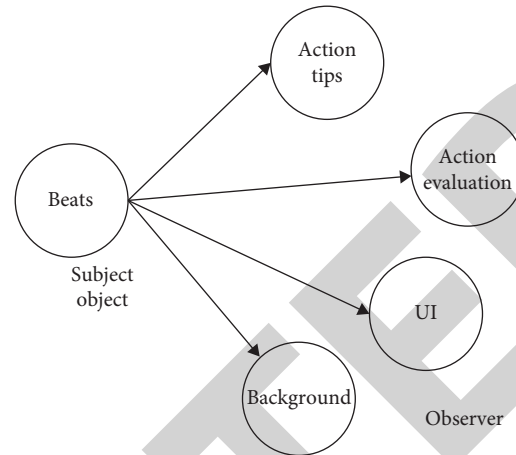 Action
tips
Action
evaluation
Beats
Subject
object
UI
Background
Observer